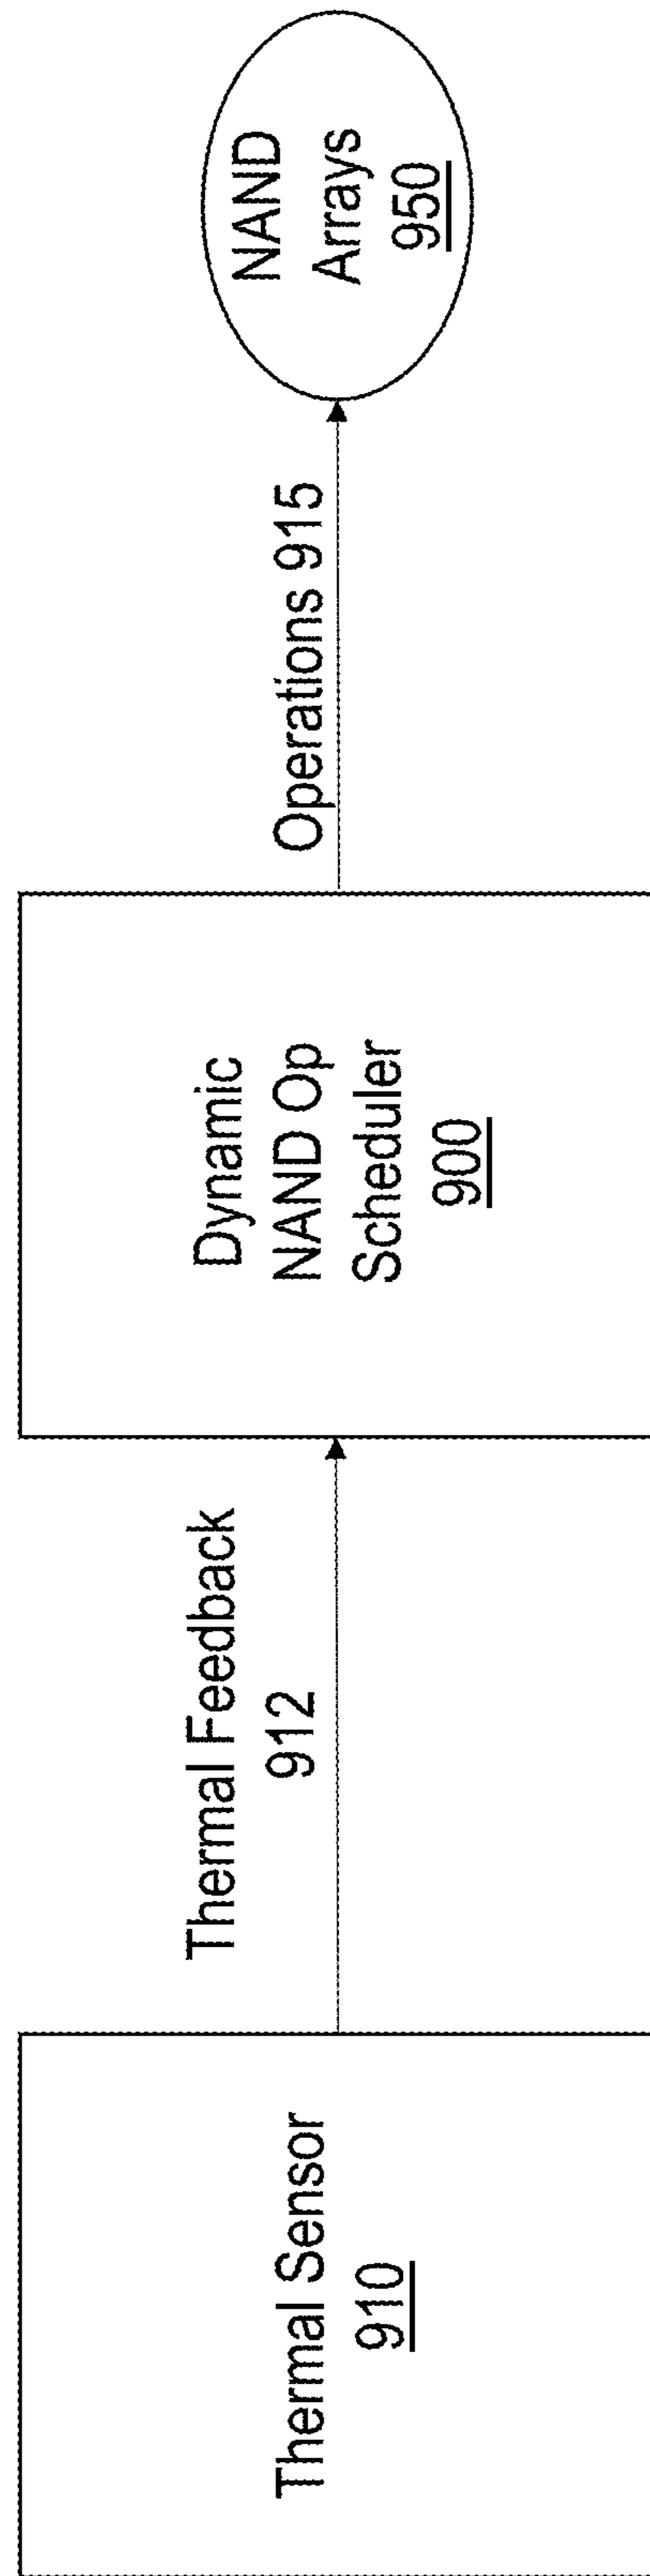 Thermal Sensor
910
Thermal Feedback
912
Dynamic
NAND Op
Scheduler
900
Operations 915
NAND
Arrays
950